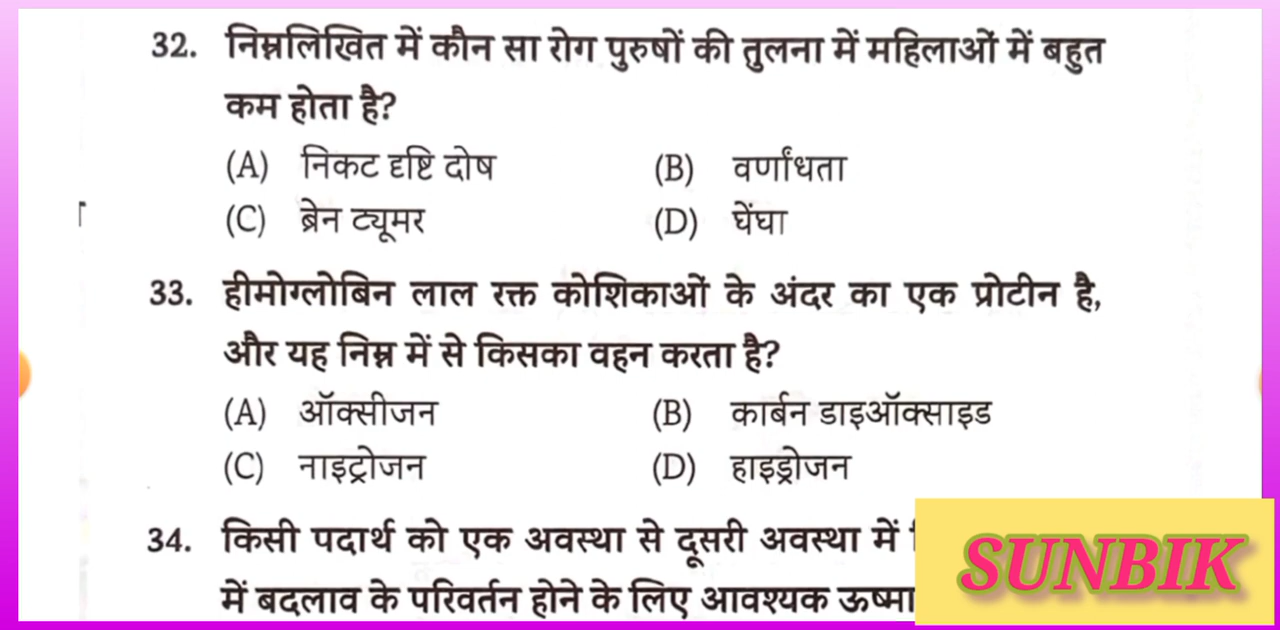 32. निम्नलिखित में कौन सा रोग पुरुषों की तुलना में महिलाओं में बहुत
कम होता है?
(A) निकट दृष्टि दोष (B) वर्णांधता
(C) ब्रेन ट्यूमर (D) घेंघा
33. हीमोग्लोबिन लाल रक्त कोशिकाओं के अंदर का एक प्रोटीन है,
और यह निम्न में से किसका वहन करता है?
(A) ऑक्सीजन (B) कार्बन डाइऑक्साइड
(C) नाइट्रोजन (D) हाइड्रोजन
34. किसी पदार्थ को एक अवस्था से दूसरी अवस्था में
में बदलाव के परिवर्तन होने के लिए आवश्यक ऊष्मा
SUNBIK